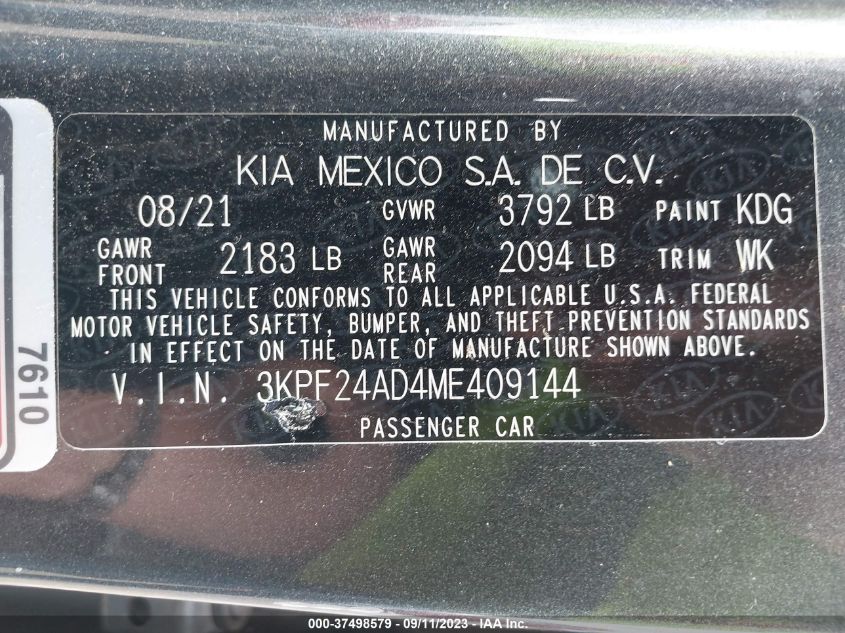 MANUFACTURED BY
KIA MEXICO S.A. DE C.V.
08/21 GVWR 3792 LB PAINT KDG
GAWR FRONT 2183 LB GAWR REAR 2094 LB TRIM WK
THIS VEHICLE CONFORMS TO ALL APPLICABLE U.S.A. FEDERAL
MOTOR VEHICLE SAFETY, BUMPER, AND THEFT PREVENTION STANDARDS
IN EFFECT ON THE DATE OF MANUFACTURE SHOWN ABOVE.
V.I.N. 3KPF24AD4ME409144
PASSENGER CAR
7610
000-37498579 - 09/11/2023 - IAA Inc.